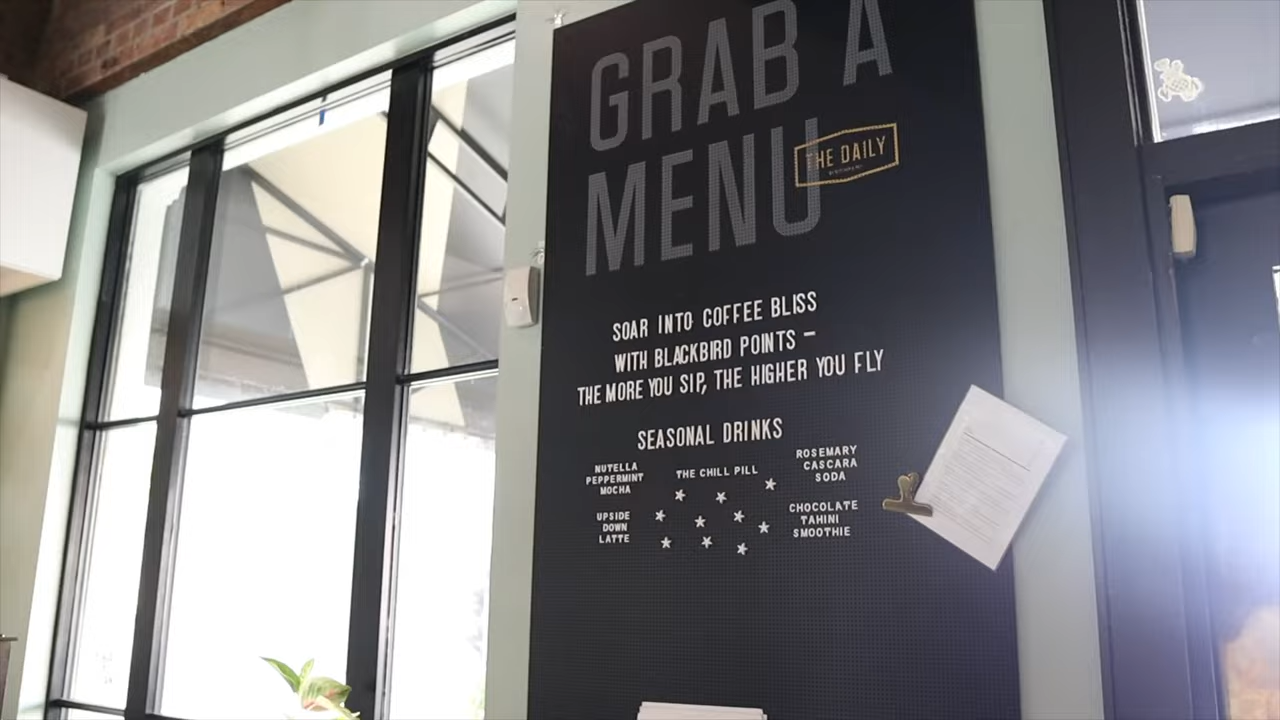 GRAB A
MENU
THE DAILY
SOAR INTO COFFEE BLISS
WITH BLACKBIRD POINTS –
THE MORE YOU SIP, THE HIGHER YOU FLY
SEASONAL DRINKS
NUTELLA
PEPPERMINT
MOCHA
THE CHILL PILL
ROSEMARY
CASCARA
SODA
UPSIDE
DOWN
LATTE
CHOCOLATE
TAHINI
SMOOTHIE